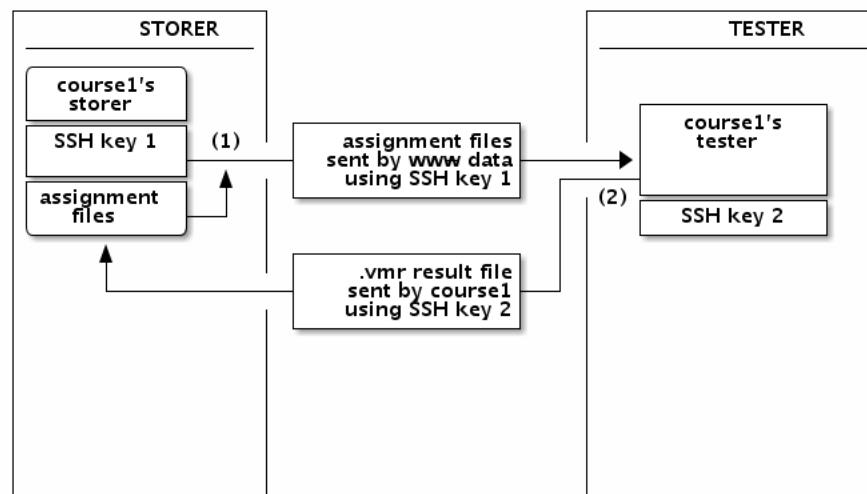 STORER
TESTER
course1's
storer
SSH key 1
(1)
assignment
files
assignment files
sent by www data
using SSH key 1
course1's
tester
(2)
SSH key 2
.vmr result file
sent by course1
using SSH key 2